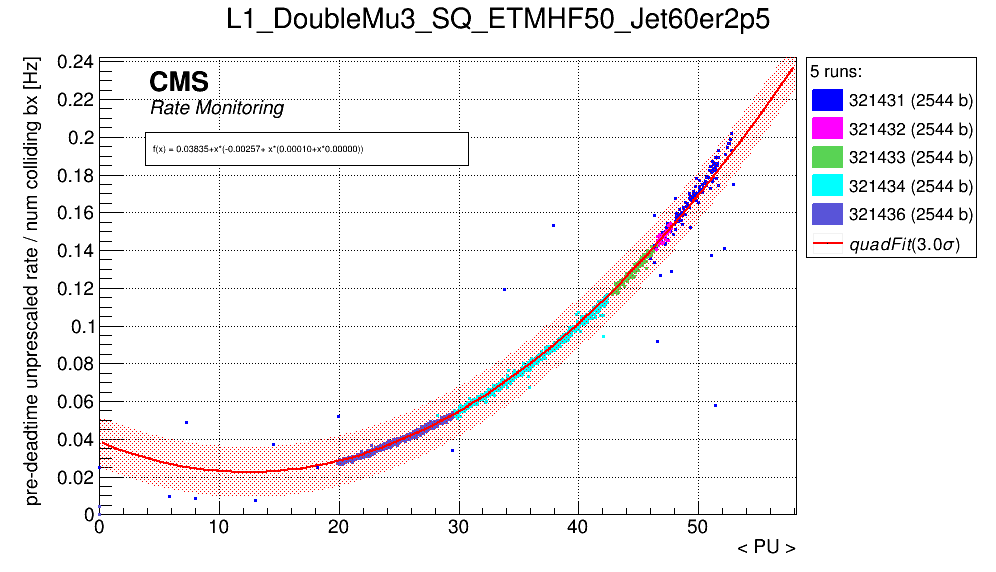 L1_DoubleMu3_SQ_ETMHF50_Jet60er2p5
pre-deadtime unprescaled rate / num colliding bx [Hz]
0.24
0.22
0.2
0.18
0.16
0.14
0.12
0.1
0.08
0.06
0.04
0.02
0
CMS
Rate Monitoring
f(x) = 0.03835+x*(-0.00257+ x*(0.00010+x*0.00000))
0 10 20 30 40 50
< PU >
5 runs:
321431 (2544 b)
321432 (2544 b)
321433 (2544 b)
321434 (2544 b)
321436 (2544 b)
quadFit(3.0σ)